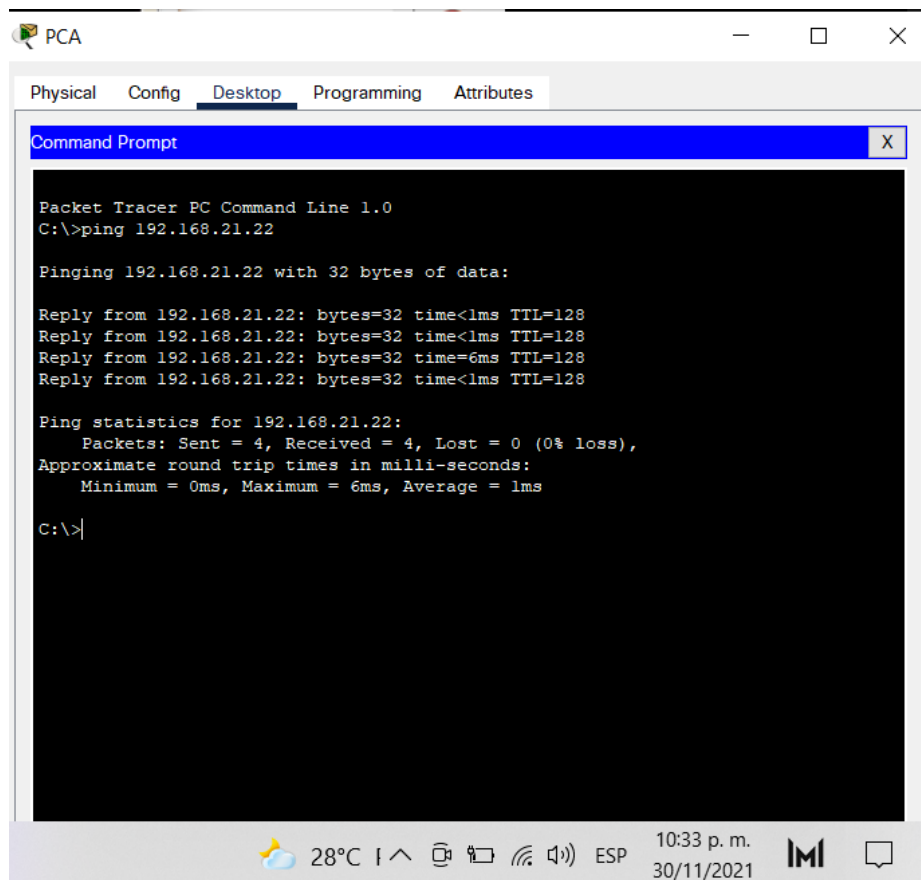 PCA
Physical Config Desktop Programming Attributes
Command Prompt X
Packet Tracer PC Command Line 1.0
C:\>ping 192.168.21.22
Pinging 192.168.21.22 with 32 bytes of data:
Reply from 192.168.21.22: bytes=32 time<1ms TTL=128
Reply from 192.168.21.22: bytes=32 time<1ms TTL=128
Reply from 192.168.21.22: bytes=32 time=6ms TTL=128
Reply from 192.168.21.22: bytes=32 time<1ms TTL=128
Ping statistics for 192.168.21.22:
Packets: Sent = 4, Received = 4, Lost = 0 (0% loss),
Approximate round trip times in milli-seconds:
Minimum = 0ms, Maximum = 6ms, Average = 1ms
C:\>
28°C ESP 10:33 p. m.
30/11/2021